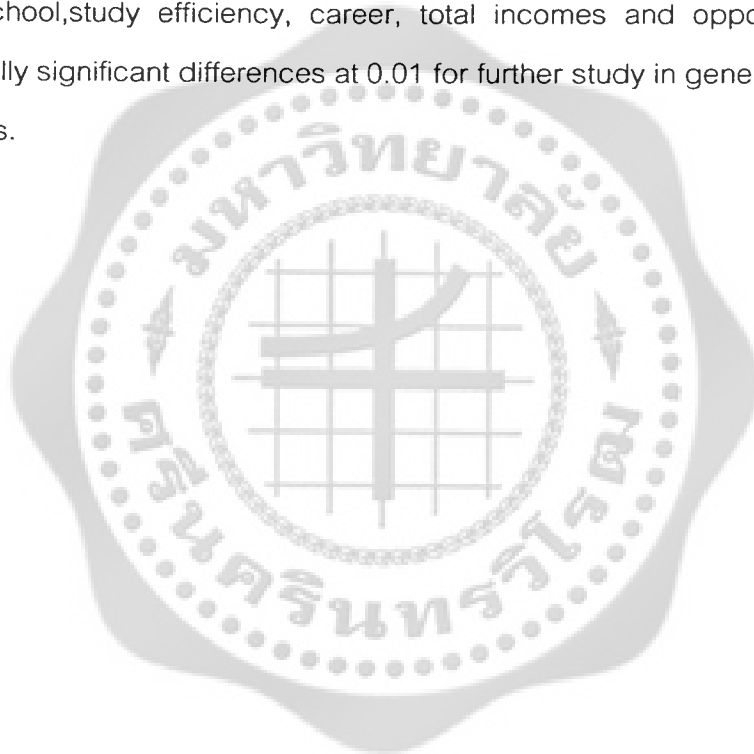 chool,study efficiency, career, total incomes and oppo
lly significant differences at 0.01 for further study in gene
s.
มหาวิทยาลัย
ศรีนครินทรวิโรฒ